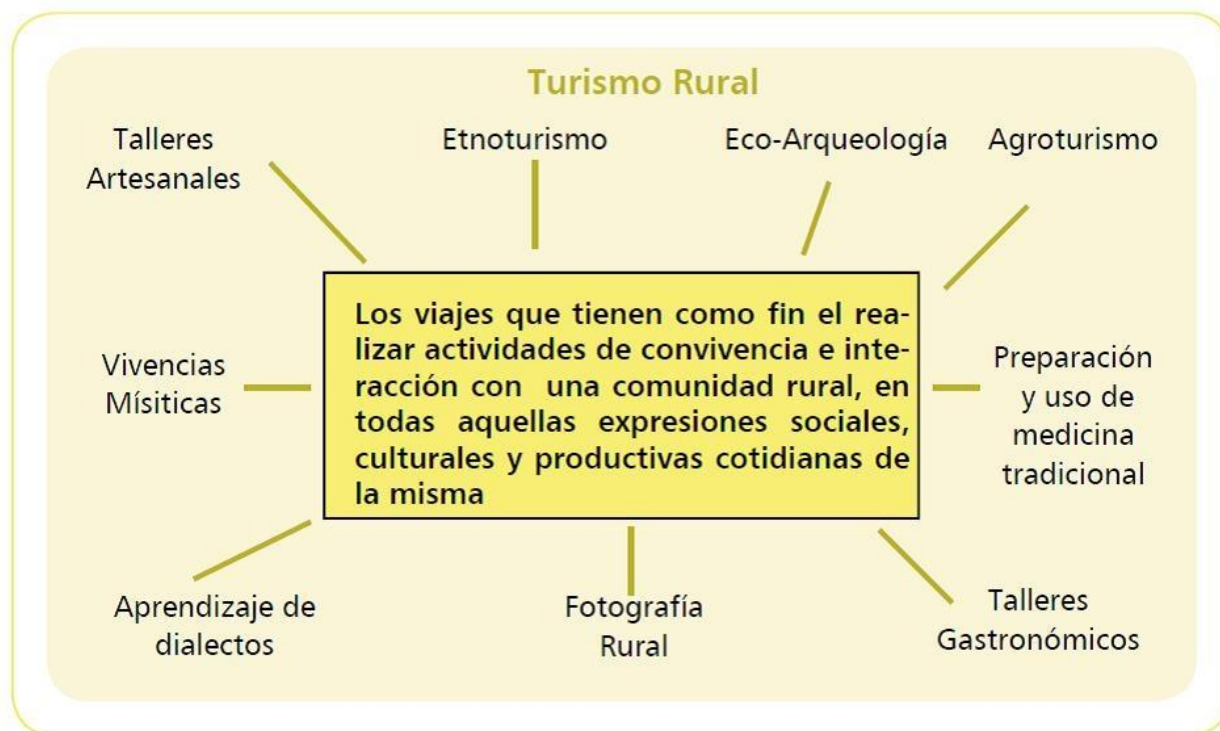 Turismo Rural
Talleres
Artesanales
Etnoturismo
Eco-Arqueología
Agroturismo
Los viajes que tienen como fin el rea-
lizar actividades de convivencia e inte-
racción con una comunidad rural, en
todas aquellas expresiones sociales,
culturales y productivas cotidianas de
la misma
Vivencias
Mísiticas
Preparación
y uso de
medicina
tradicional
Aprendizaje de
dialectos
Fotografía
Rural
Talleres
Gastronómicos